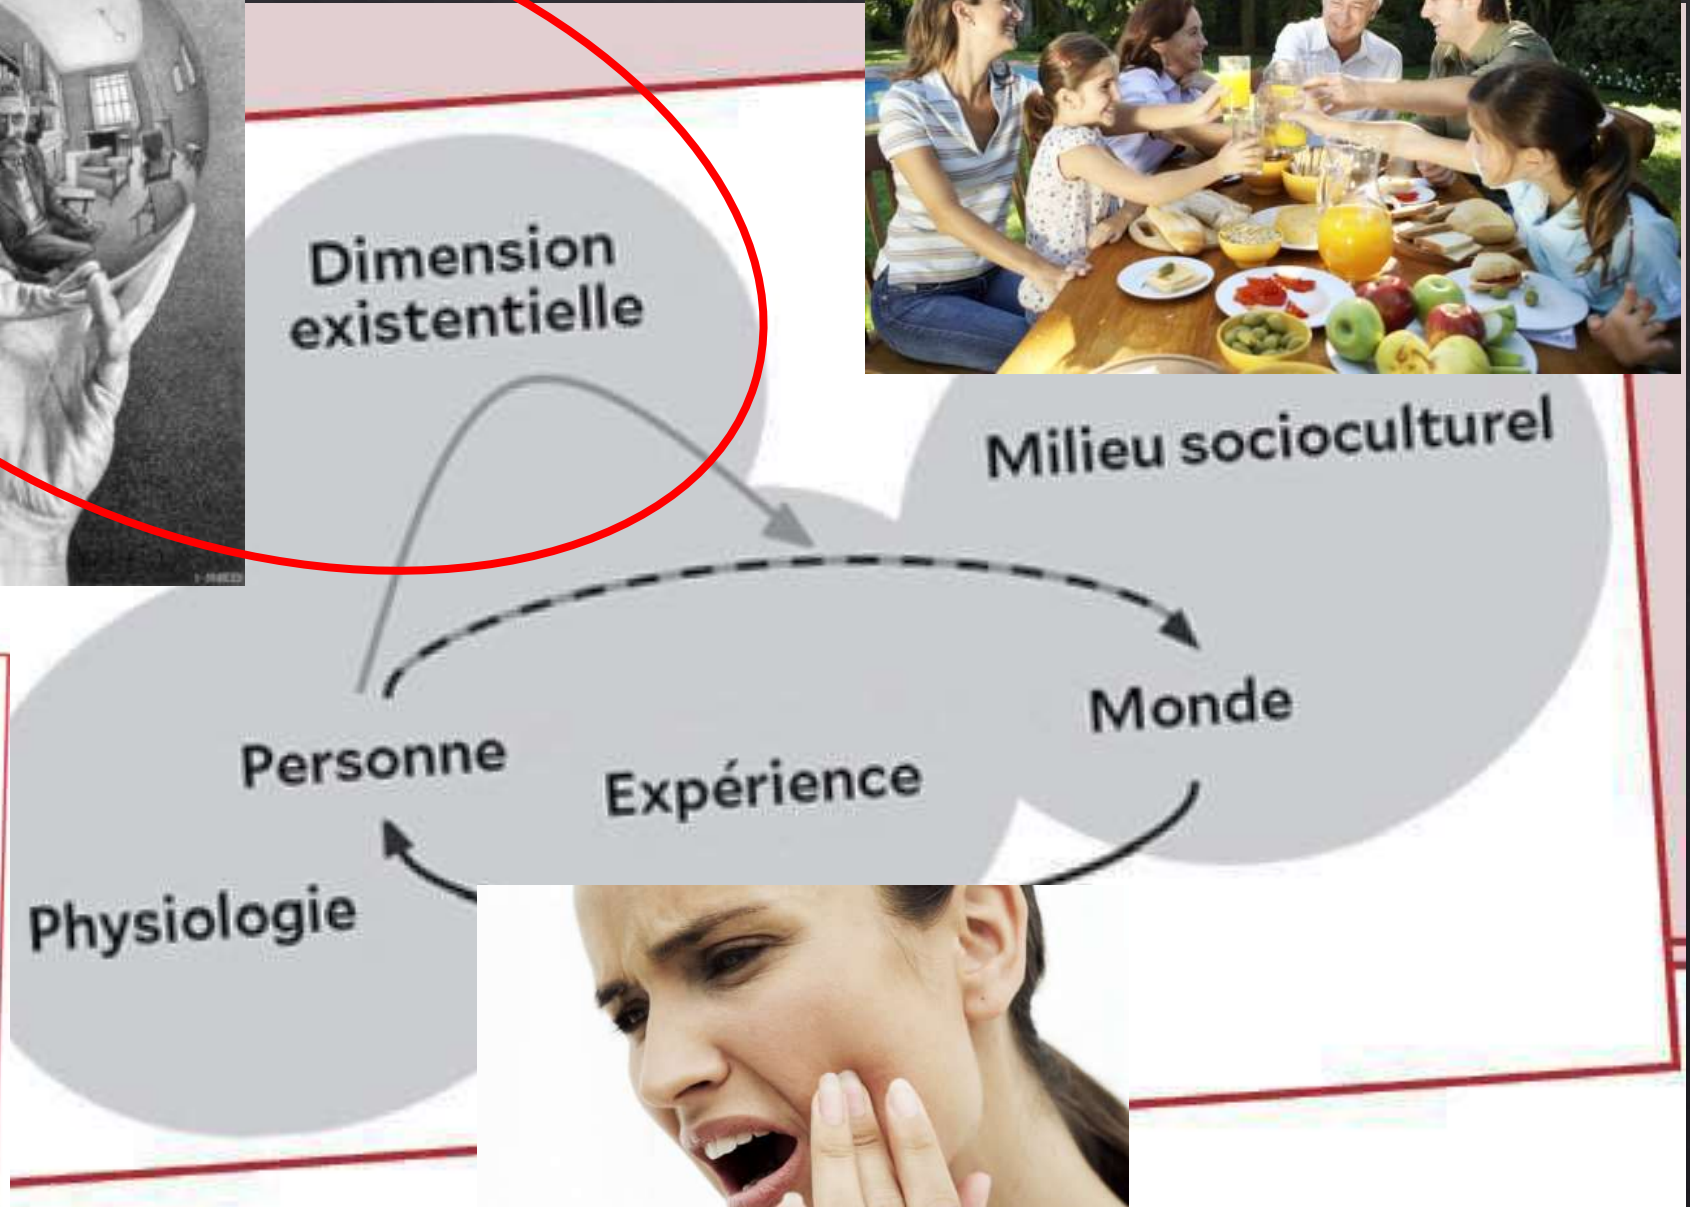 Dimension
existentielle
Milieu socioculturel
Monde
Personne
Expérience
Physiologie